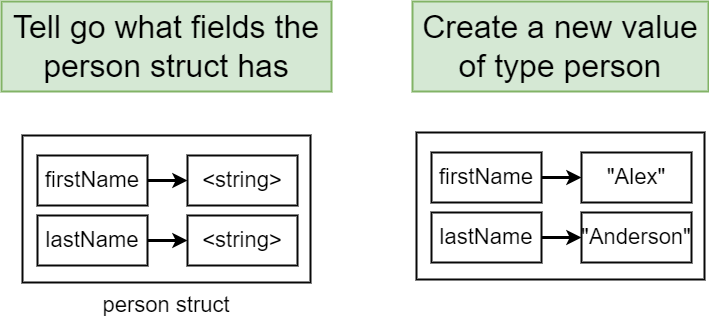 Tell go what fields the
person struct has
Create a new value
of type person
firstName
<string>
lastName
<string>
person struct
firstName
"Alex"
lastName
"Anderson"